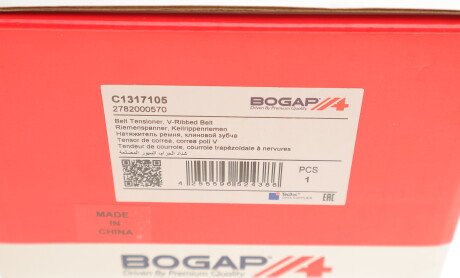 C1317105
2782000570
BOGAP
Driven By Premium Quality
Belt Tensioner, V-Ribbed Belt
Riemenspanner, Keilrippenriemen
Натяжитель ремня, клиновой зубча
Tensor de correa, correa poli V
Tendeur de courroie, courroie trapézoïdale à nervures
PCS
1
TecDoc
EAC
MADE
IN
CHINA
BOGAP
Driven By Premium Quality